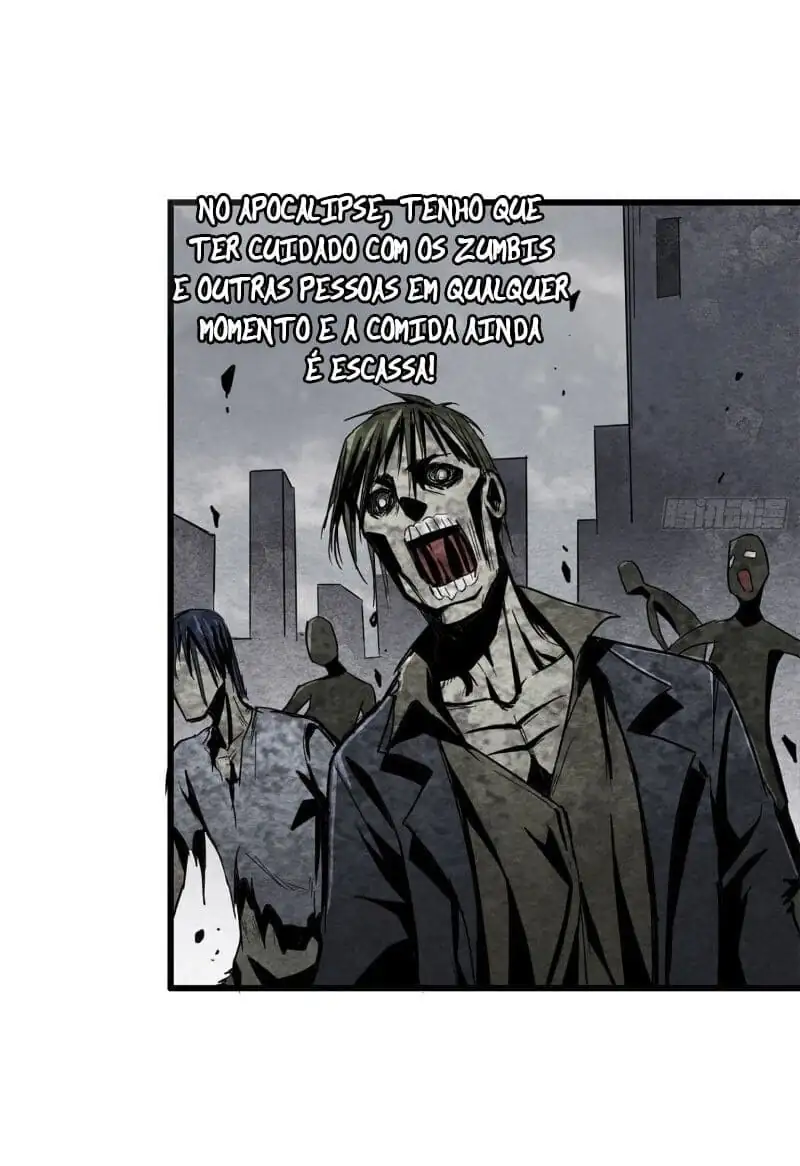 NO APOCALIPSE, TENHO QUE
TER CUIDADO COM OS ZUMBIS
E OUTRAS PESSOAS EM QUALQUER
MOMENTO E A COMIDA AINDA
É ESCASSA!